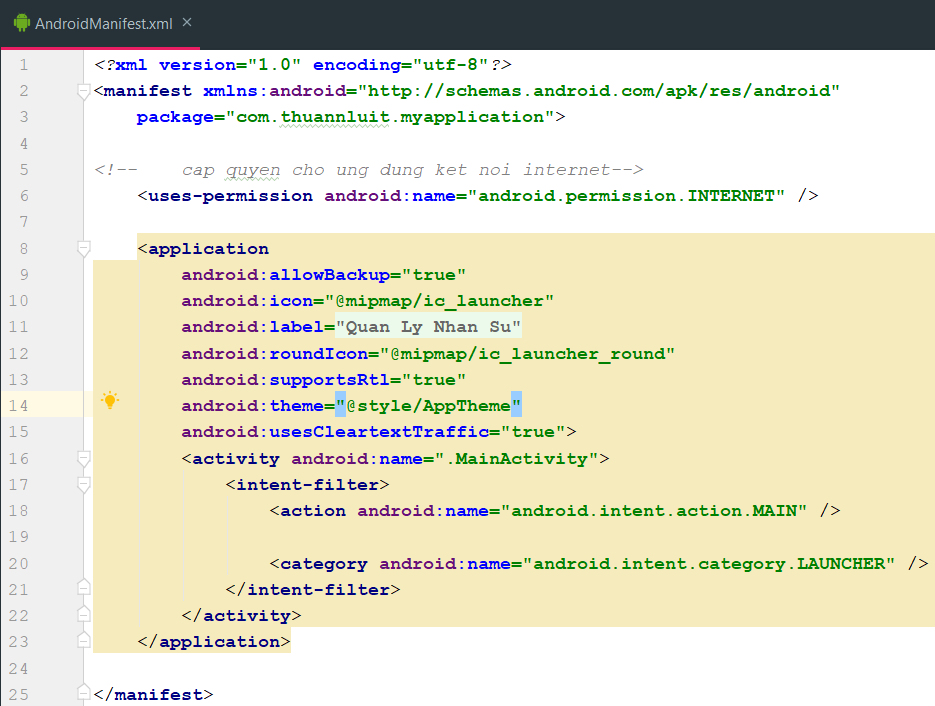 AndroidManifest.xml ×
1 <?xml version="1.0" encoding="utf-8"?>
2 <manifest xmlns:android="http://schemas.android.com/apk/res/android"
3     package="com.thuannluit.myapplication">
4
5 <!--    cap quyen cho ung dung ket noi internet-->
6     <uses-permission android:name="android.permission.INTERNET" />
7
8     <application
9         android:allowBackup="true"
10         android:icon="@mipmap/ic_launcher"
11         android:label="Quan Ly Nhan Su"
12         android:roundIcon="@mipmap/ic_launcher_round"
13         android:supportsRtl="true"
14         android:theme="@style/AppTheme"
15         android:usesCleartextTraffic="true">
16         <activity android:name=".MainActivity">
17             <intent-filter>
18                 <action android:name="android.intent.action.MAIN" />
19
20                 <category android:name="android.intent.category.LAUNCHER" />
21             </intent-filter>
22         </activity>
23     </application>
24
25 </manifest>